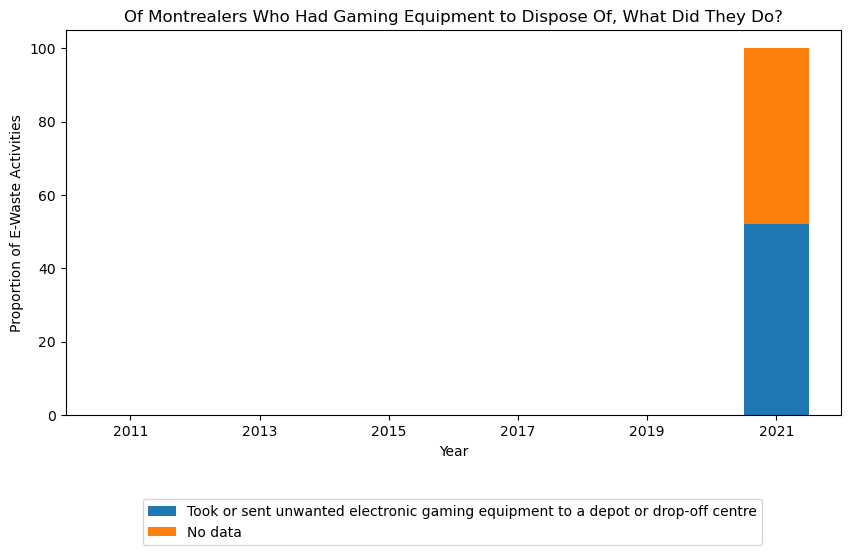 Of Montrealers Who Had Gaming Equipment to Dispose Of, What Did They Do?
100
80
60
40
20
0
Proportion of E-Waste Activities
2011 2013 2015 2017 2019 2021
Year
Took or sent unwanted electronic gaming equipment to a depot or drop-off centre
No data